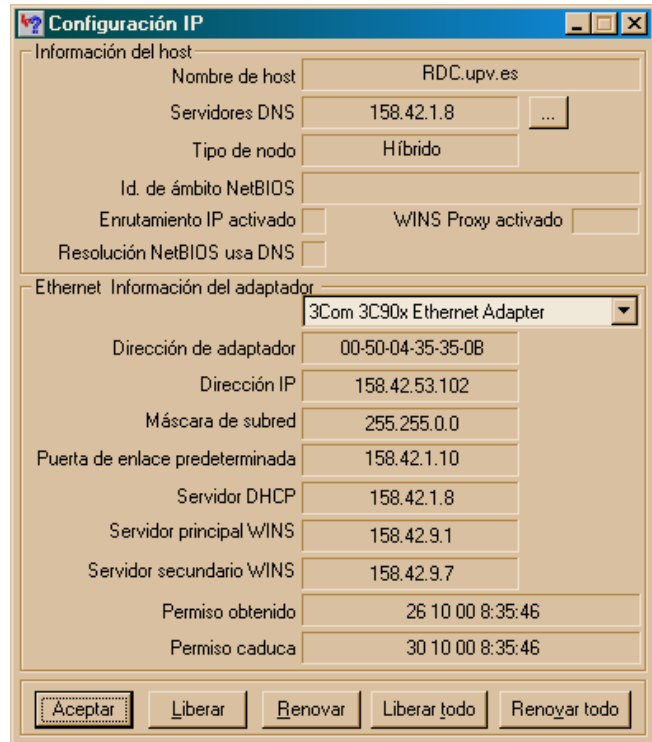 Configuración IP
Información del host
Nombre de host RDC.upv.es
Servidores DNS 158.42.1.8 ...
Tipo de nodo Híbrido
Id. de ámbito NetBIOS
Enrutamiento IP activado WINS Proxy activado
Resolución NetBIOS usa DNS
Ethernet Información del adaptador
3Com 3C90x Ethernet Adapter
Dirección de adaptador 00-50-04-35-35-0B
Dirección IP 158.42.53.102
Máscara de subred 255.255.0.0
Puerta de enlace predeterminada 158.42.1.10
Servidor DHCP 158.42.1.8
Servidor principal WINS 158.42.9.1
Servidor secundario WINS 158.42.9.7
Permiso obtenido 26 10 00 8:35:46
Permiso caduca 30 10 00 8:35:46
Aceptar Liberar Renovar Liberar todo Renovar todo